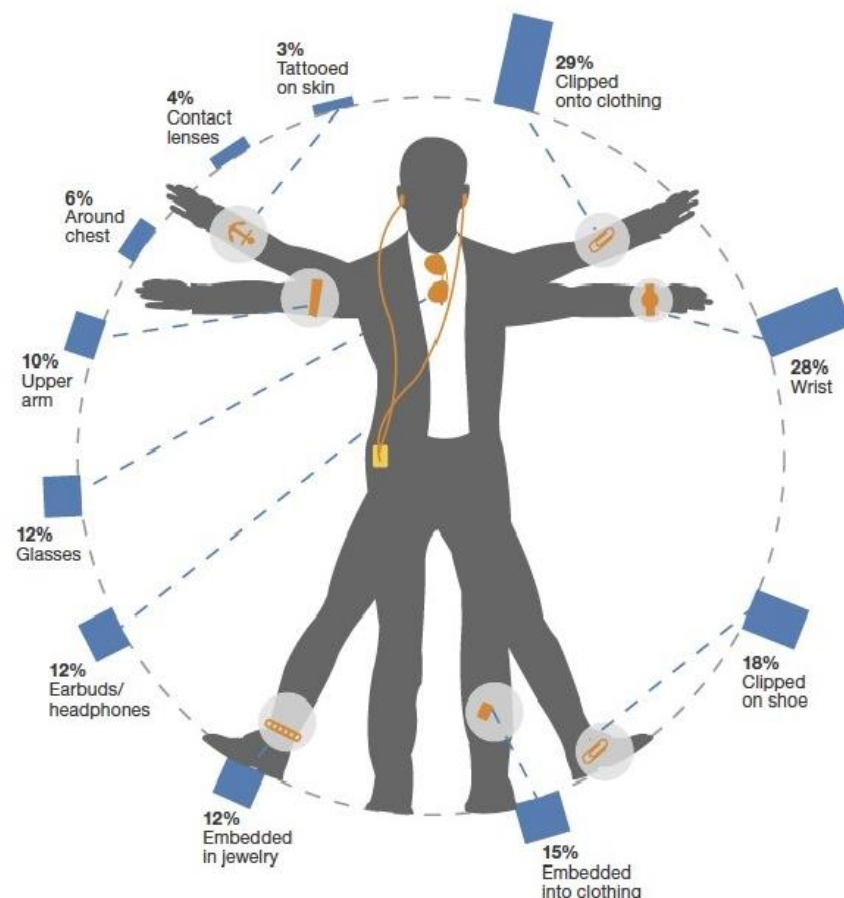 3%
Tattooed
on skin
29%
Clipped
onto clothing
4%
Contact
lenses
6%
Around
chest
10%
Upper
arm
28%
Wrist
12%
Glasses
12%
Earbuds/
headphones
18%
Clipped
on shoe
12%
Embedded
in jewelry
15%
Embedded
into clothing